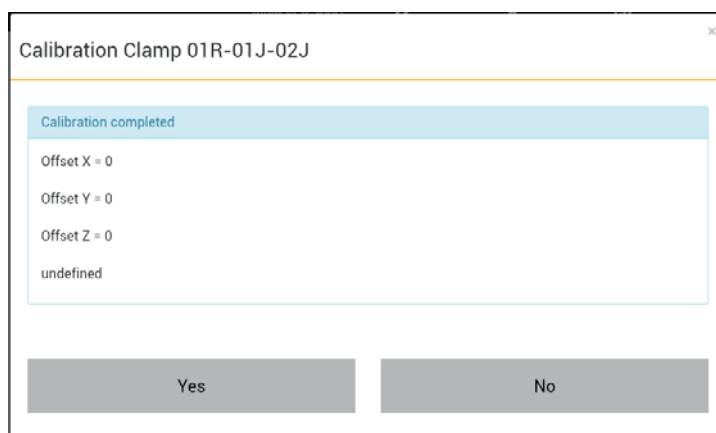 Calibration Clamp 01R-01J-02J
×
Calibration completed
Offset X = 0
Offset Y = 0
Offset Z = 0
undefined
Yes
No